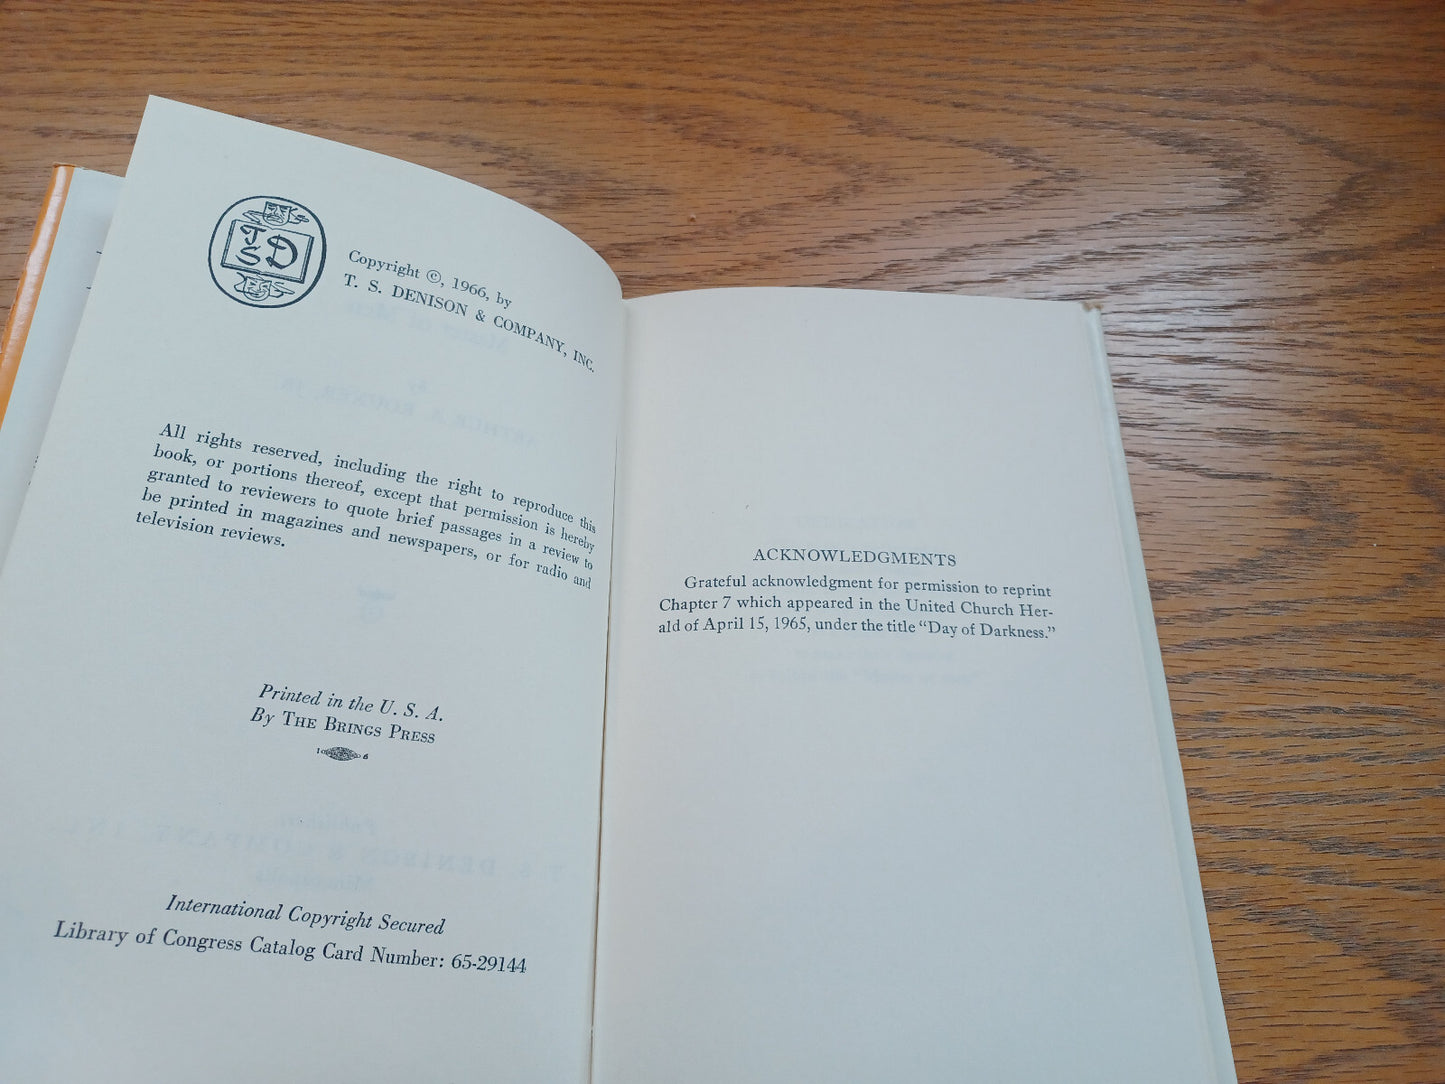 T
S D
Copyright ©, 1966, by
T. S. DENISON & COMPANY, INC.
All rights reserved, including the right to reproduce this
book, or portions thereof, except that permission is hereby
granted to reviewers to quote brief passages in a review to
be printed in magazines and newspapers, or for radio and
television reviews.
Printed in the U. S. A.
By THE BRINGS PRESS
International Copyright Secured
Library of Congress Catalog Card Number: 65-29144
ACKNOWLEDGMENTS
Grateful acknowledgment for permission to reprint
Chapter 7 which appeared in the United Church Her-
ald of April 15, 1965, under the title “Day of Darkness.”